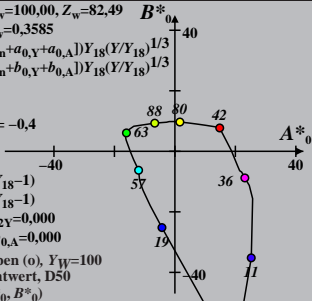 w=100,00, Zw=82,49
w=0,3585
n+a0,Y+a0,A])Y18(Y/Y18)1/3
n+b0,Y+b0,A])Y18(Y/Y18)1/3
=–0,4
B*0
40
88
80
42
63
A*0
–40
40
57
36
Y18–1)
Y18–1)
2Y=0,000
0,A=0,000
19
ben (o), YW=100
ntwert, D50
0, B*0)
–40
11